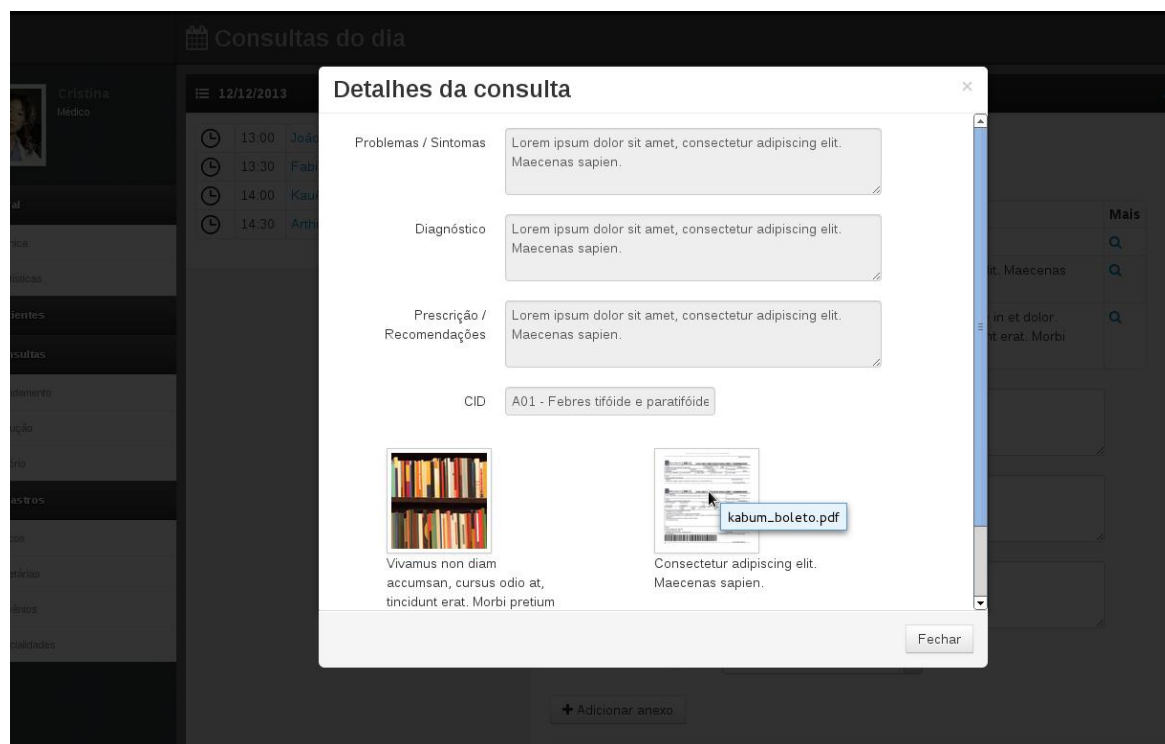 Consultas do dia
Cristina
Médico
12/12/2013
13:00 João
13:30 Fabi
14:00 Kauê
14:30 Arthu
Detalhes da consulta
×
Problemas / Sintomas
Lorem ipsum dolor sit amet, consectetur adipiscing elit.
Maecenas sapien.
Diagnóstico
Lorem ipsum dolor sit amet, consectetur adipiscing elit.
Maecenas sapien.
Prescrição /
Recomendações
Lorem ipsum dolor sit amet, consectetur adipiscing elit.
Maecenas sapien.
CID
A01 - Febres tifóide e paratifóide
kabum_boleto.pdf
Vivamus non diam
accumsan, cursus odio at,
tincidunt erat. Morbi pretium
Consectetur adipiscing elit.
Maecenas sapien.
Fechar
Mais
Maecenas
in et dolor.
erat. Morbi
Adicionar anexo